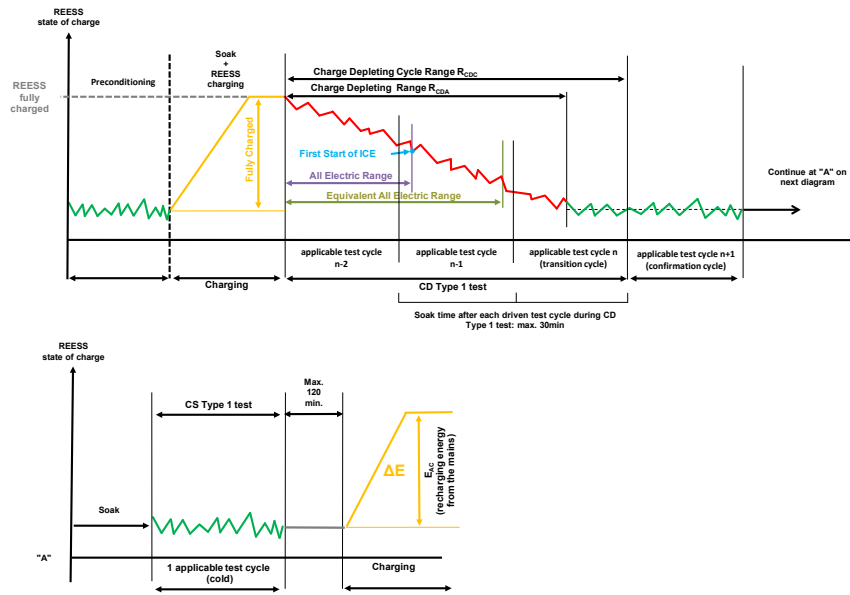 REESS
state of charge
Soak
+
REESS
charging
Preconditioning
REESS
fully
charged
Charge Depleting Cycle Range R_CDC
Charge Depleting Range R_CDA
Fully Charged
First Start of ICE
All Electric Range
Equivalent All Electric Range
Continue at "A" on
next diagram
applicable test cycle
n-2
applicable test cycle
n-1
applicable test cycle n
(transition cycle)
applicable test cycle n+1
(confirmation cycle)
Charging
CD Type 1 test
Soak time after each driven test cycle during CD
Type 1 test: max. 30min
REESS
state of charge
CS Type 1 test
Max.
120
min.
ΔE
E_AC
(recharging energy
from the mains)
Soak
"A"
1 applicable test cycle
(cold)
Charging